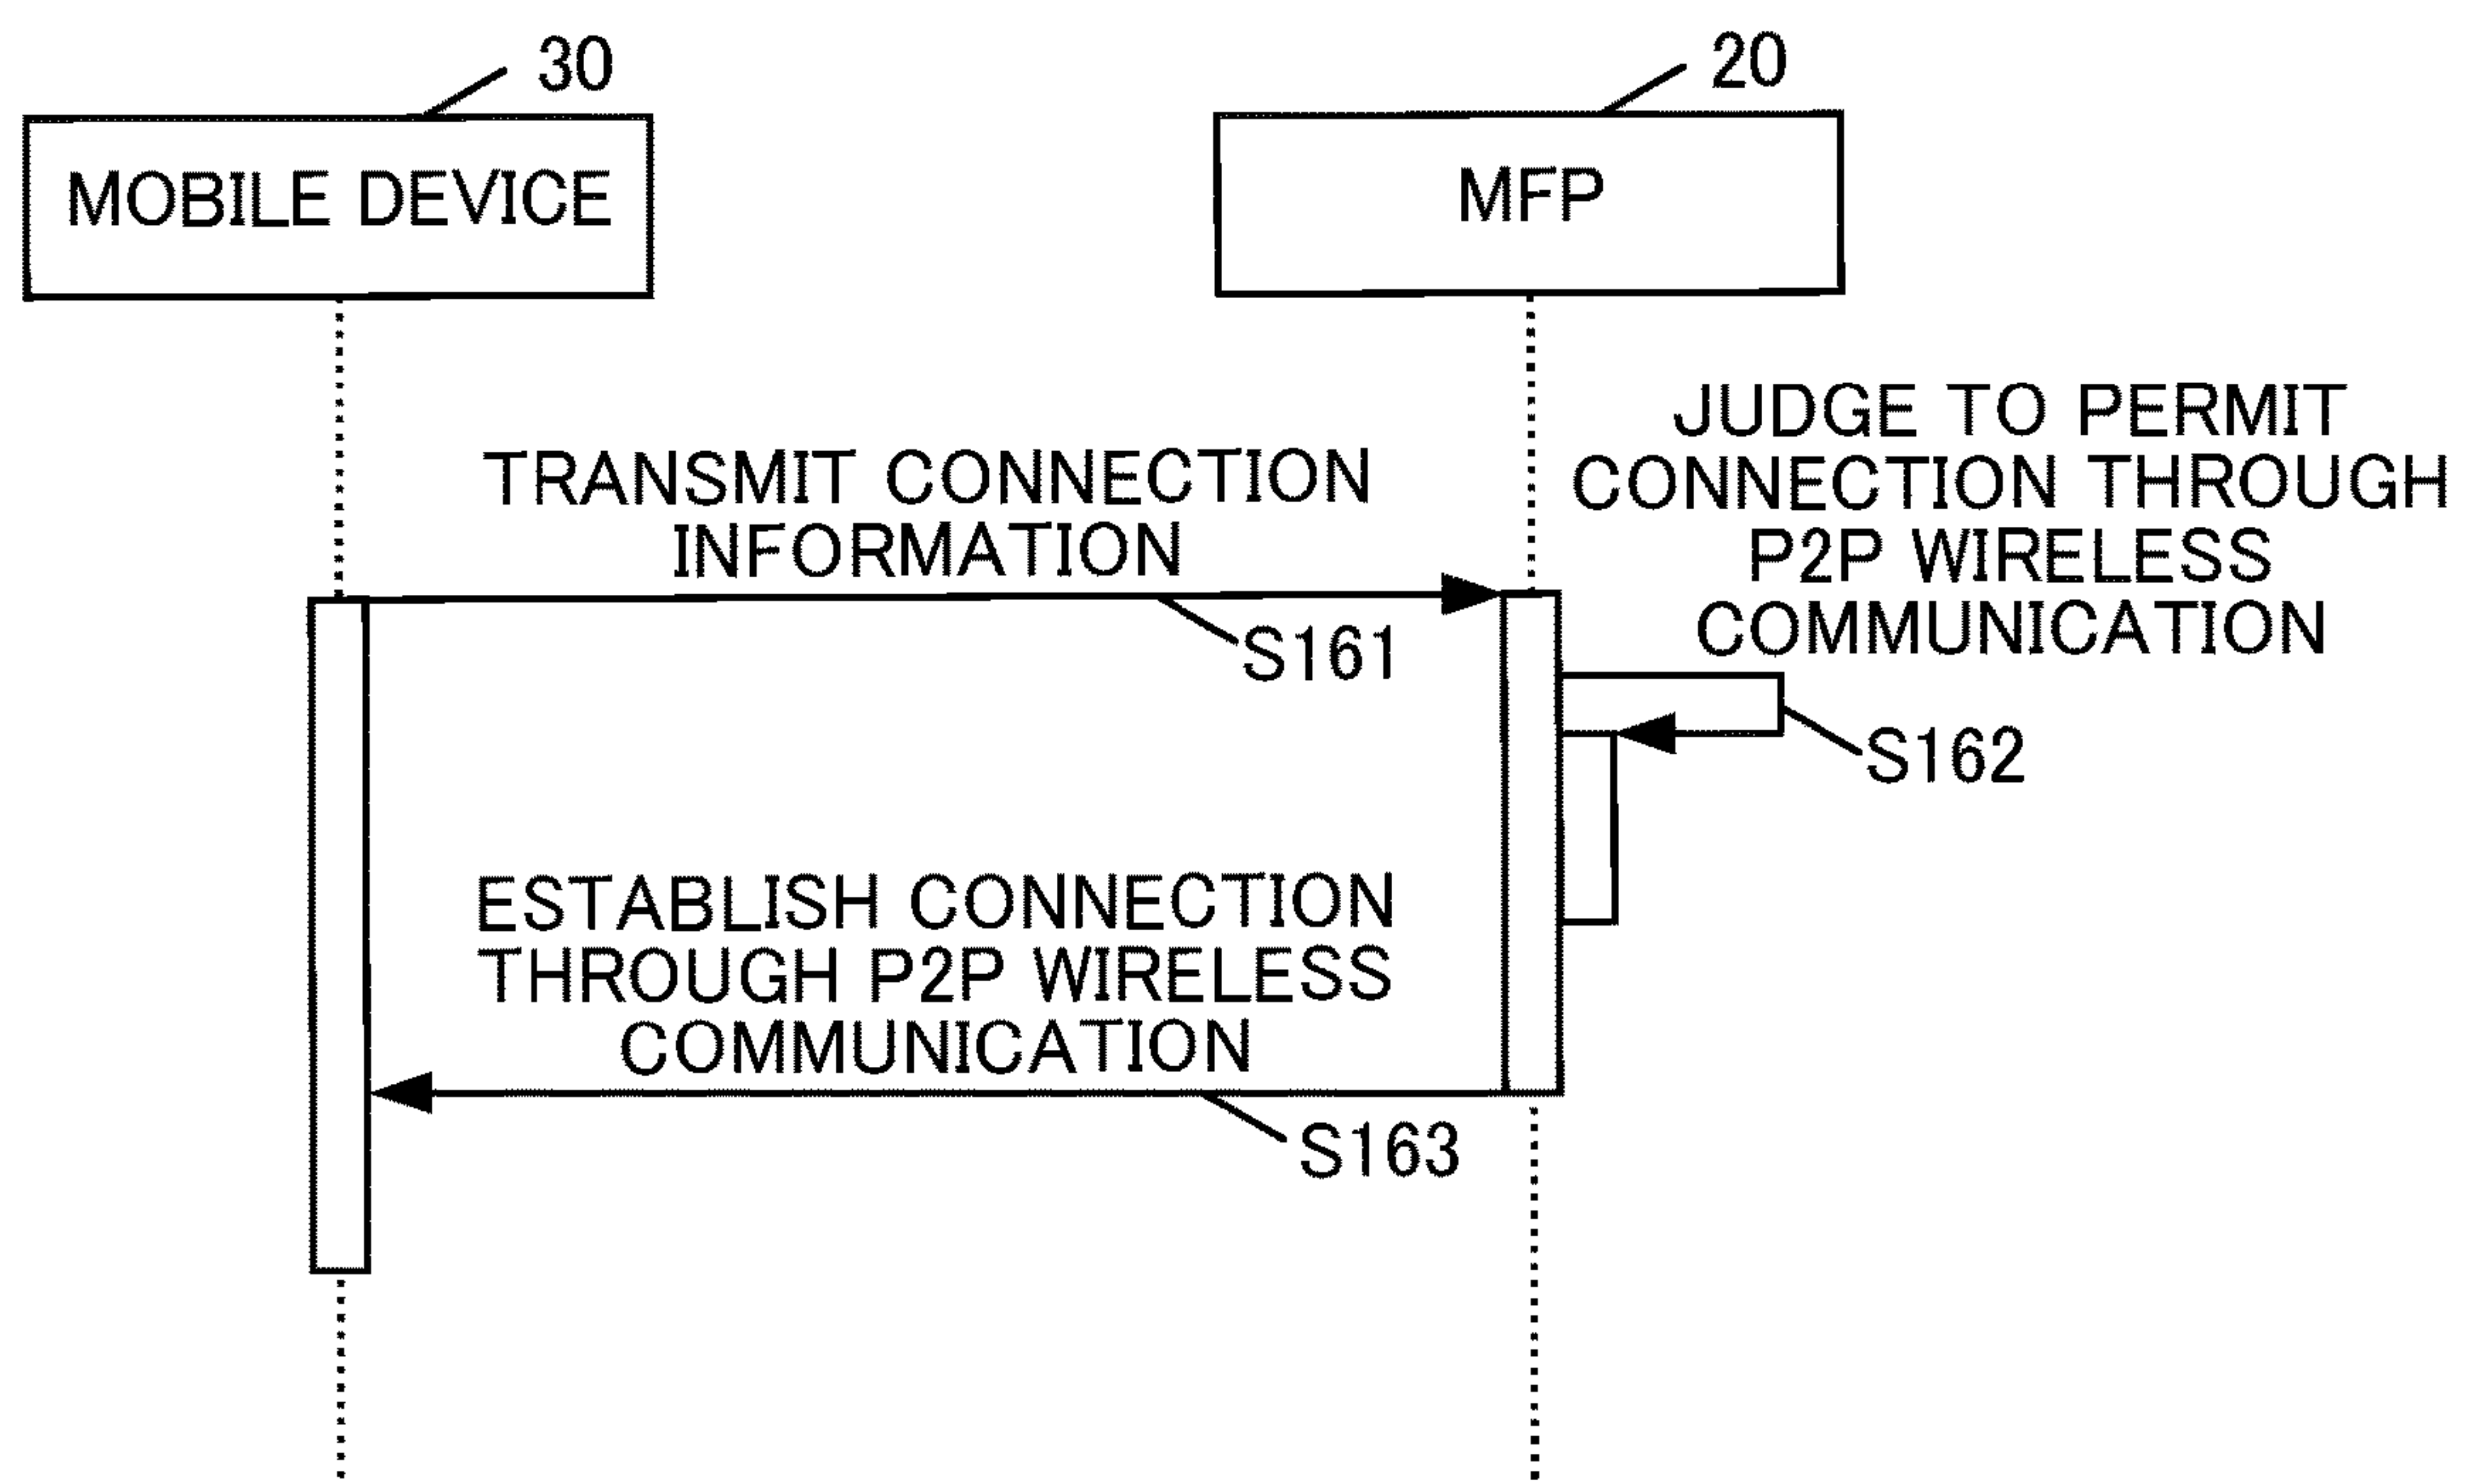 30
20
MOBILE DEVICE
MFP
JUDGE TO PERMIT
CONNECTION THROUGH
P2P WIRELESS
COMMUNICATION
TRANSMIT CONNECTION
INFORMATION
S161
S162
ESTABLISH CONNECTION
THROUGH P2P WIRELESS
COMMUNICATION
S163